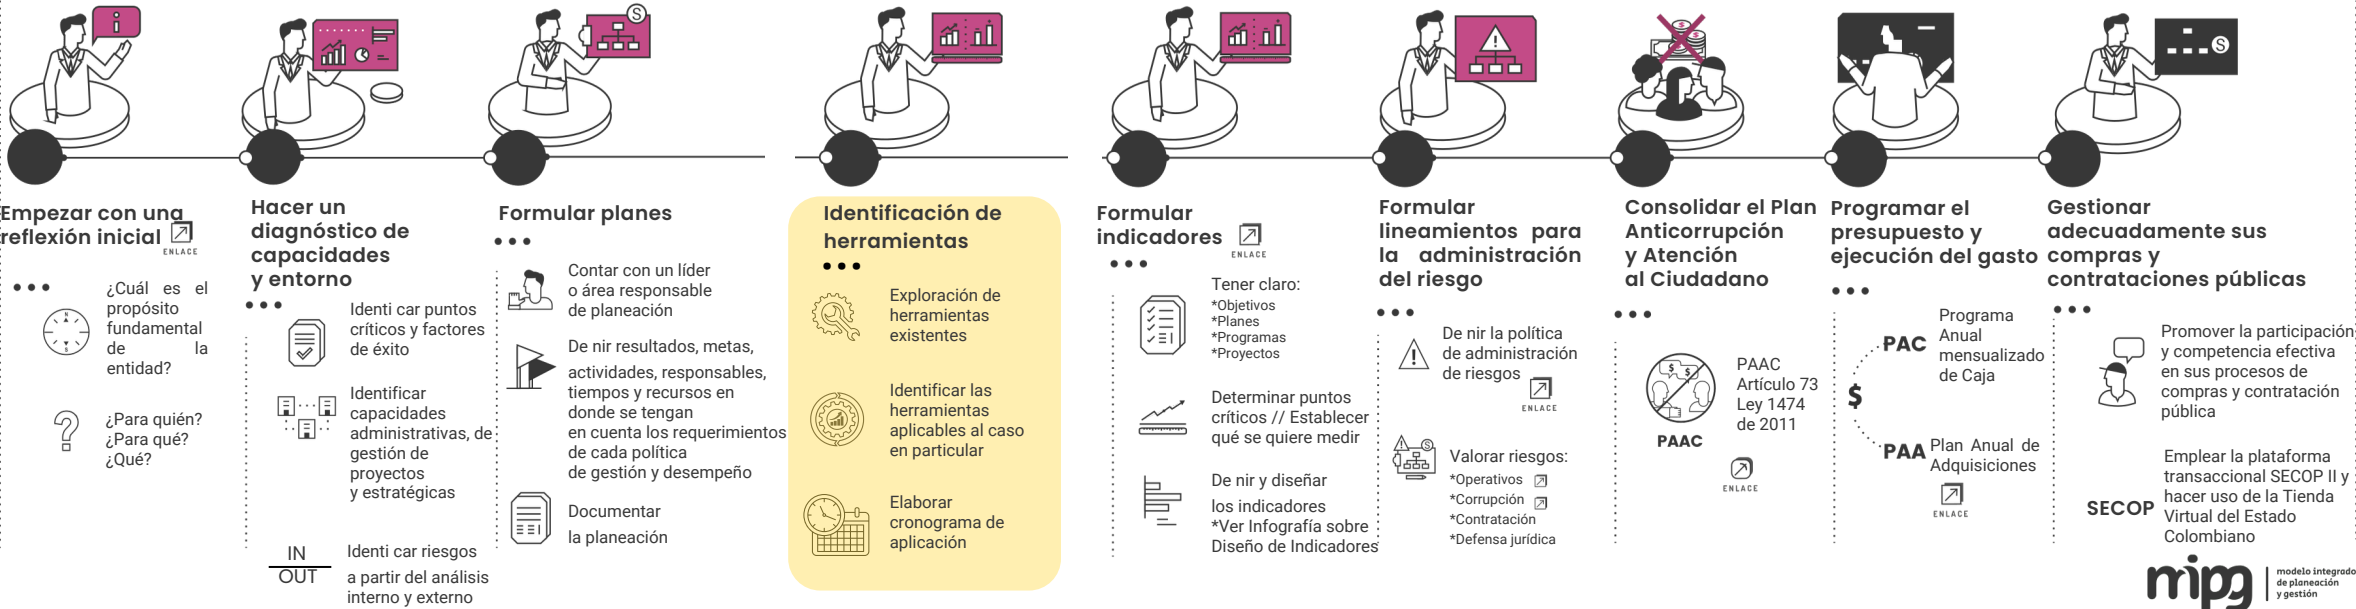 Empezar con una
reflexión inicial
ENLACE
¿Cuál es el
propósito
fundamental
de la
entidad?
¿Para quién?
¿Para qué?
¿Qué?
Hacer un
diagnóstico de
capacidades
y entorno
Identi car puntos
críticos y factores
de éxito
Identificar
capacidades
administrativas, de
gestión de
proyectos
y estratégicas
IN
OUT
Identi car riesgos
a partir del análisis
interno y externo
Formular planes
Contar con un líder
o área responsable
de planeación
De nir resultados, metas,
actividades, responsables,
tiempos y recursos en
donde se tengan
en cuenta los requerimientos
de cada política
de gestión y desempeño
Documentar
la planeación
Identificación de
herramientas
Exploración de
herramientas
existentes
Identificar las
herramientas
aplicables al caso
en particular
Elaborar
cronograma de
aplicación
Formular
indicadores
ENLACE
Tener claro:
*Objetivos
*Planes
*Programas
*Proyectos
Determinar puntos
críticos // Establecer
qué se quiere medir
De nir y diseñar
los indicadores
*Ver Infografía sobre
Diseño de Indicadores
Formular
lineamientos para
la administración
del riesgo
De nir la política
de administración
de riesgos
ENLACE
Valorar riesgos:
*Operativos
*Corrupción
*Contratación
*Defensa jurídica
Consolidar el Plan
Anticorrupción
y Atención
al Ciudadano
PAAC
PAAC
Artículo 73
Ley 1474
de 2011
ENLACE
Programar el
presupuesto y
ejecución del gasto
$
PAC
Programa
Anual
mensualizado
de Caja
PAA
Plan Anual de
Adquisiciones
ENLACE
Gestionar
adecuadamente sus
compras y
contrataciones públicas
Promover la participación
y competencia efectiva
en sus procesos de
compras y contratación
pública
SECOP
Emplear la plataforma
transaccional SECOP II y
hacer uso de la Tienda
Virtual del Estado
Colombiano
mipg
modelo integrado
de planeación
y gestión